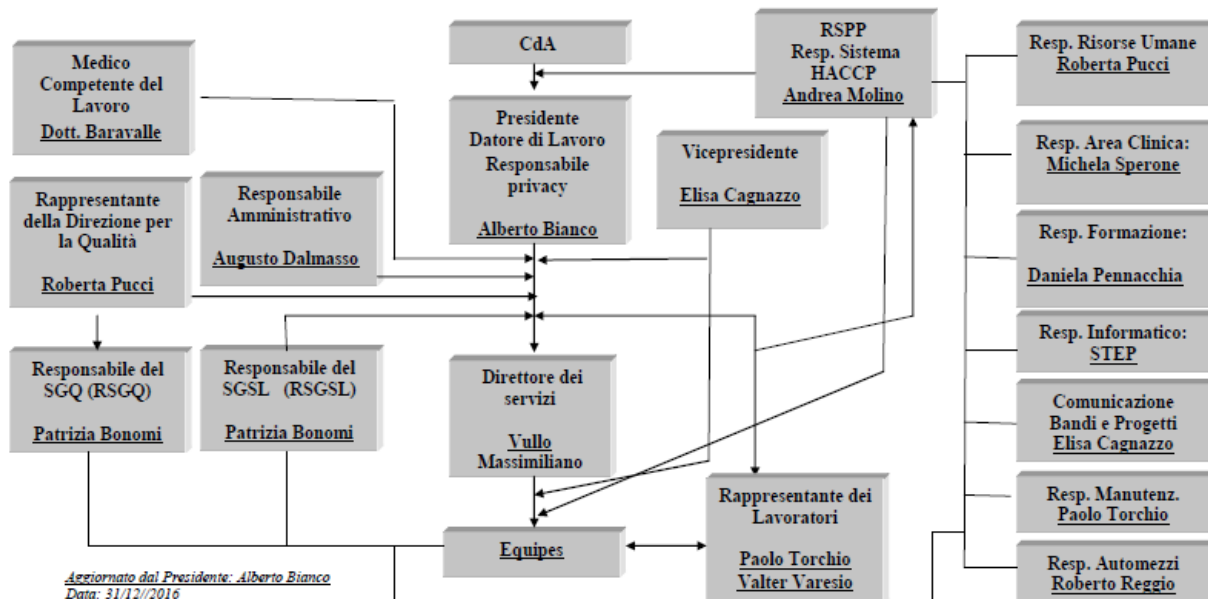 CdA
RSPP
Resp. Sistema
HACCP
Andrea Molino
Resp. Risorse Umane
Roberta Pucci
Medico
Competente del
Lavoro
Dott. Baravalle
Presidente
Datore di Lavoro
Responsabile
privacy
Alberto Bianco
Vicepresidente
Elisa Cagnazzo
Resp. Area Clinica:
Michela Sperone
Rappresentante
della Direzione per
la Qualità
Roberta Pucci
Responsabile
Amministrativo
Augusto Dalmasso
Resp. Formazione:
Daniela Pennacchia
Resp. Informatico:
STEP
Responsabile del
SGQ (RSGQ)
Patrizia Bonomi
Responsabile del
SGSL (RSGSL)
Patrizia Bonomi
Direttore dei
servizi
Vullo
Massimiliano
Comunicazione
Bandi e Progetti
Elisa Cagnazzo
Rappresentante dei
Lavoratori
Paolo Torchio
Valter Varesio
Resp. Manutenz.
Paolo Torchio
Equipes
Resp. Automezzi
Roberto Reggio
Aggiornato dal Presidente: Alberto Bianco
Data: 31/12//2016